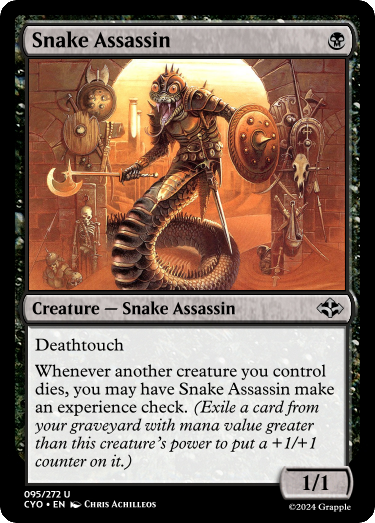 Snake Assassin
Creature — Snake Assassin
Deathtouch
Whenever another creature you control
dies, you may have Snake Assassin make
an experience check. (Exile a card from
your graveyard with mana value greater
than this creature's power to put a +1/+1
counter on it.)
1/1
095/272 U
CYO • EN Chris Achilleos
©2024 Grapple